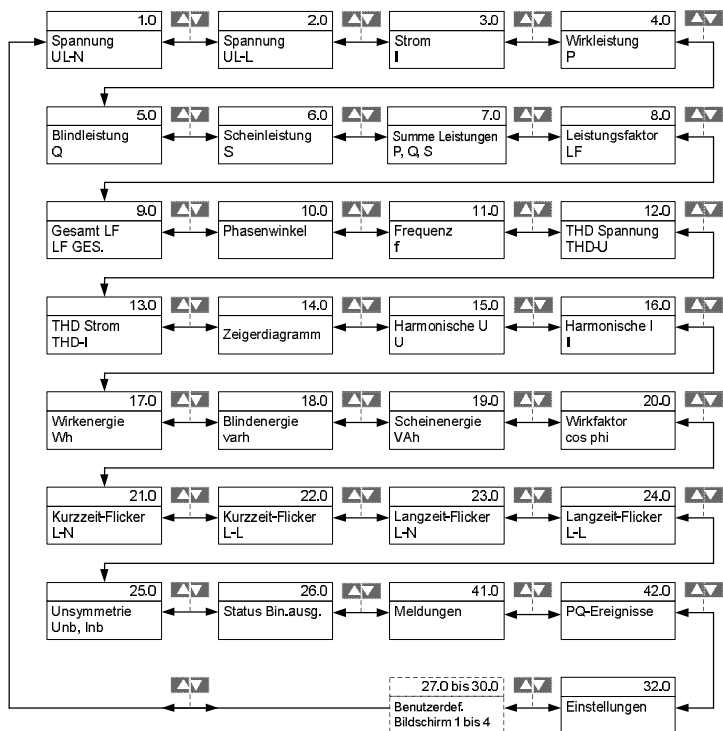 1.0
Spannung
UL-N
2.0
Spannung
UL-L
3.0
Strom
I
4.0
Wirkleistung
P
5.0
Blindleistung
Q
6.0
Scheinleistung
S
7.0
Summe Leistungen
P, Q, S
8.0
Leistungsfaktor
LF
9.0
Gesamt LF
LF GES.
10.0
Phasenwinkel
11.0
Frequenz
f
12.0
THD Spannung
THD-U
13.0
THD Strom
THD-I
14.0
Zeigerdiagramm
15.0
Harmonische U
U
16.0
Harmonische I
I
17.0
Wirkenergie
Wh
18.0
Blindenergie
varh
19.0
Scheinenergie
VAh
20.0
Wirkfaktor
cos phi
21.0
Kurzzeit-Flicker
L-N
22.0
Kurzzeit-Flicker
L-L
23.0
Langzeit-Flicker
L-N
24.0
Langzeit-Flicker
L-L
25.0
Unsymmetrie
Unb, Inb
26.0
Status Bin.ausg.
41.0
Meldungen
42.0
PQ-Ereignisse
27.0 bis 30.0
Benutzerdef.
Bildschirm 1 bis 4
32.0
Einstellungen